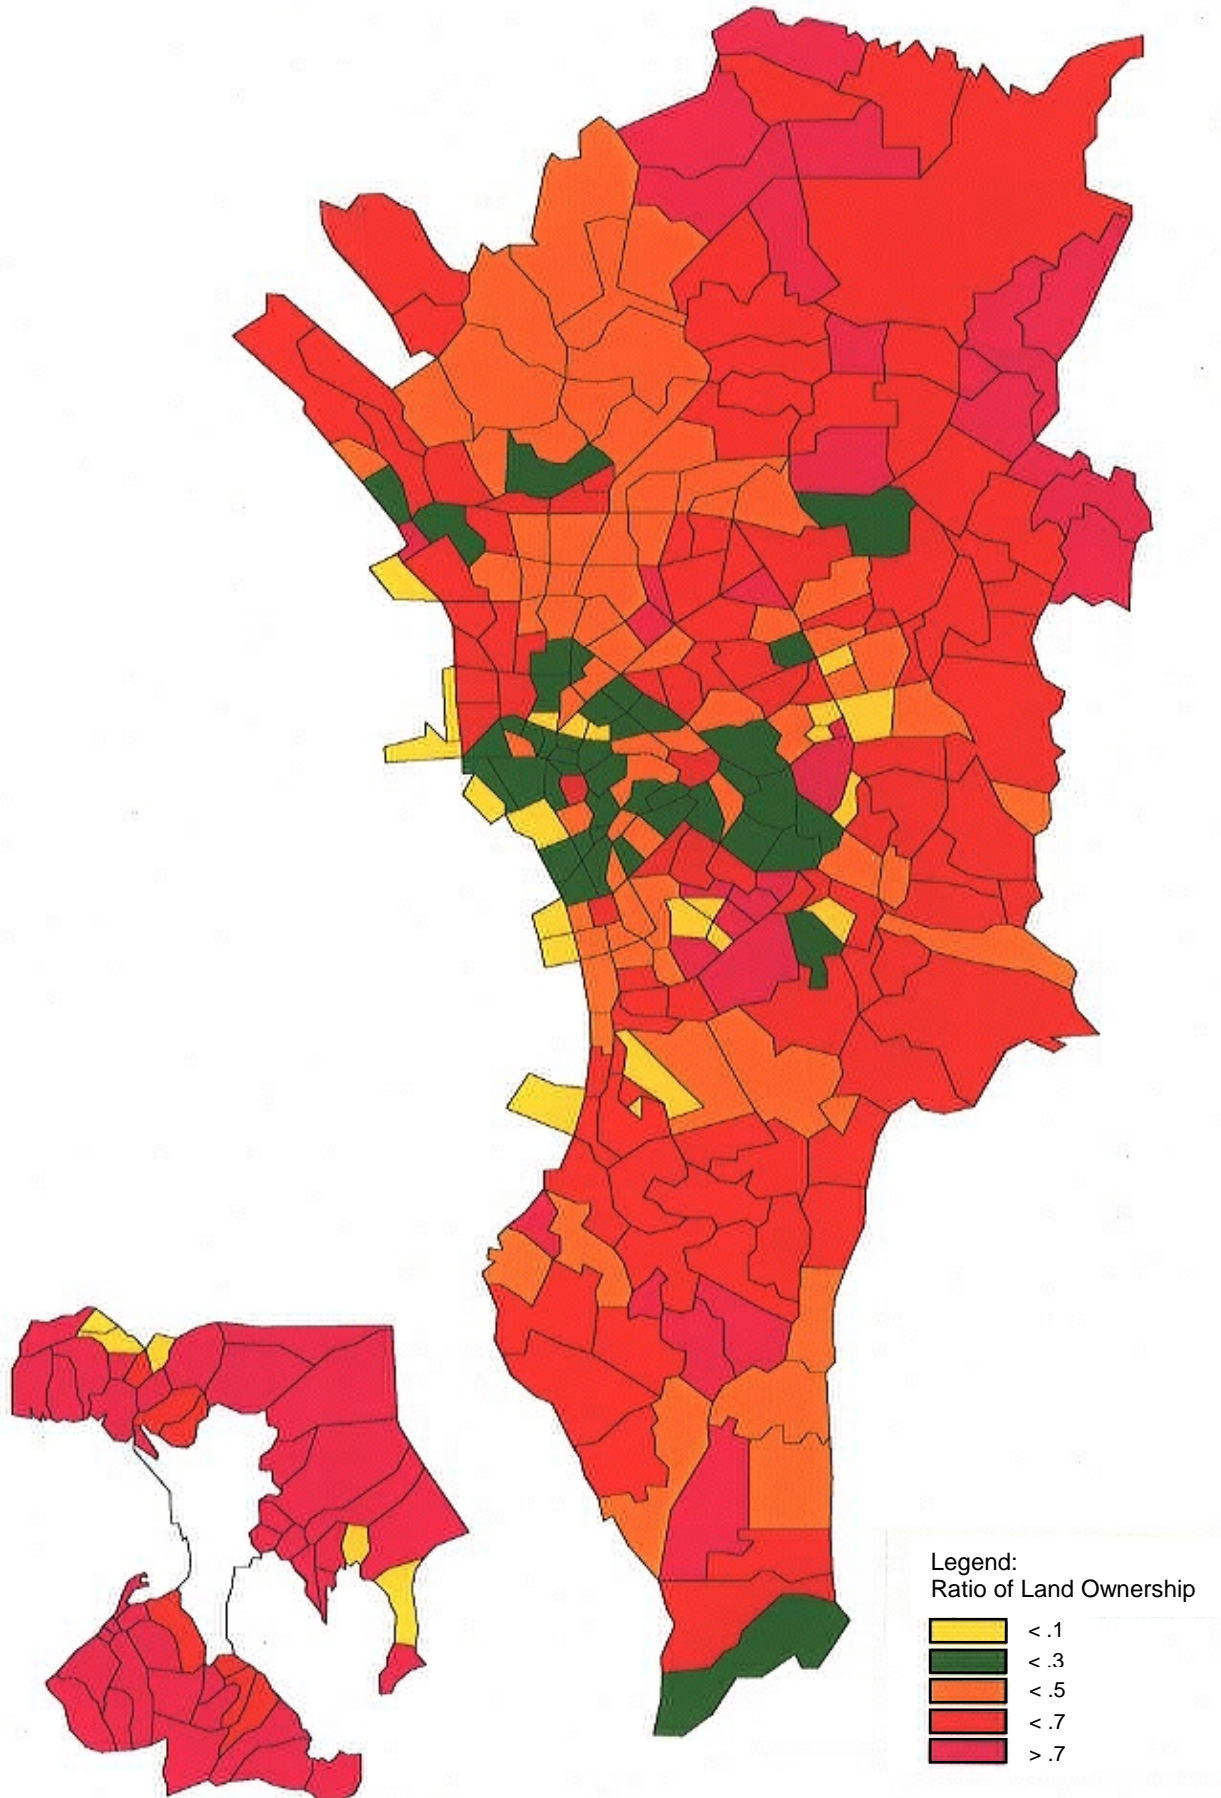 Legend:
Ratio of Land Ownership
< .1
< .3
< .5
< .7
> .7